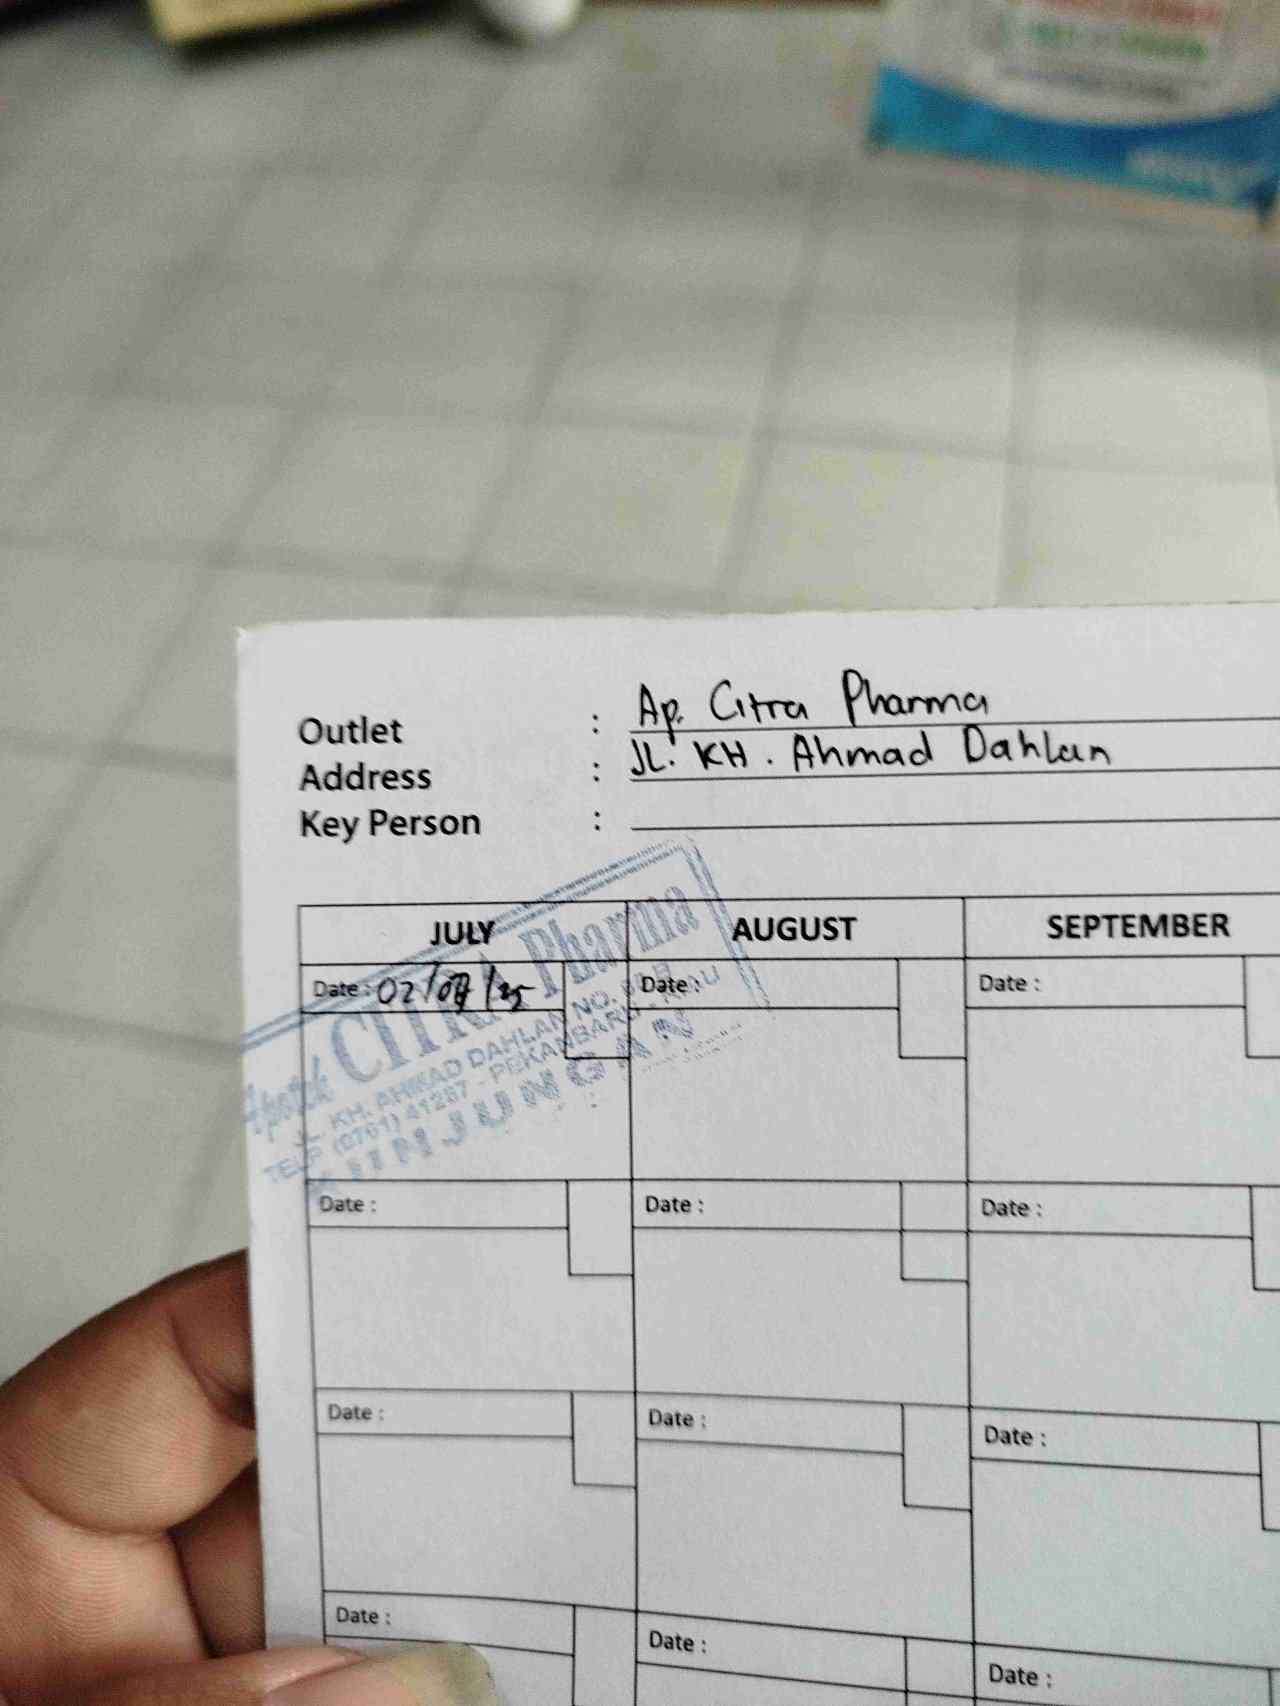 Outlet : Ap. Citra Pharma
Address : JL. KH. Ahmad Dahlan
Key Person :
JULY AUGUST SEPTEMBER
Date : 02/07/25 Date : Date :
Apotek CITRA Pharma
JL. KH. AHMAD DAHLAN NO.
TELP. (0761) 41287 - PEKANBARU - RIAU
KUNJUNGAN
Date : Date : Date :
Date : Date : Date :
Date : Date : Date :